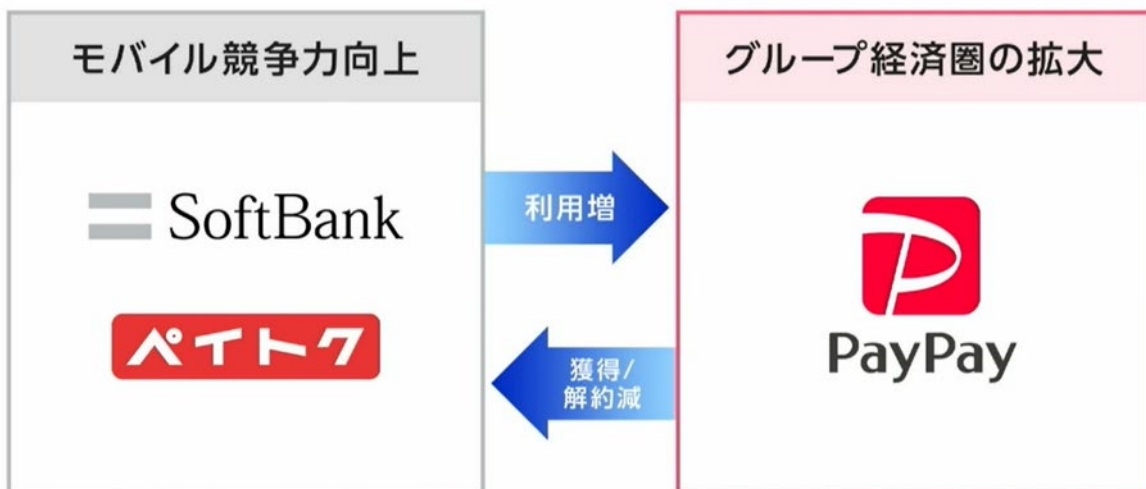 モバイル競争力向上
グループ経済圏の拡大
SoftBank
ペイトク
利用増
獲得/
解約減
PayPay